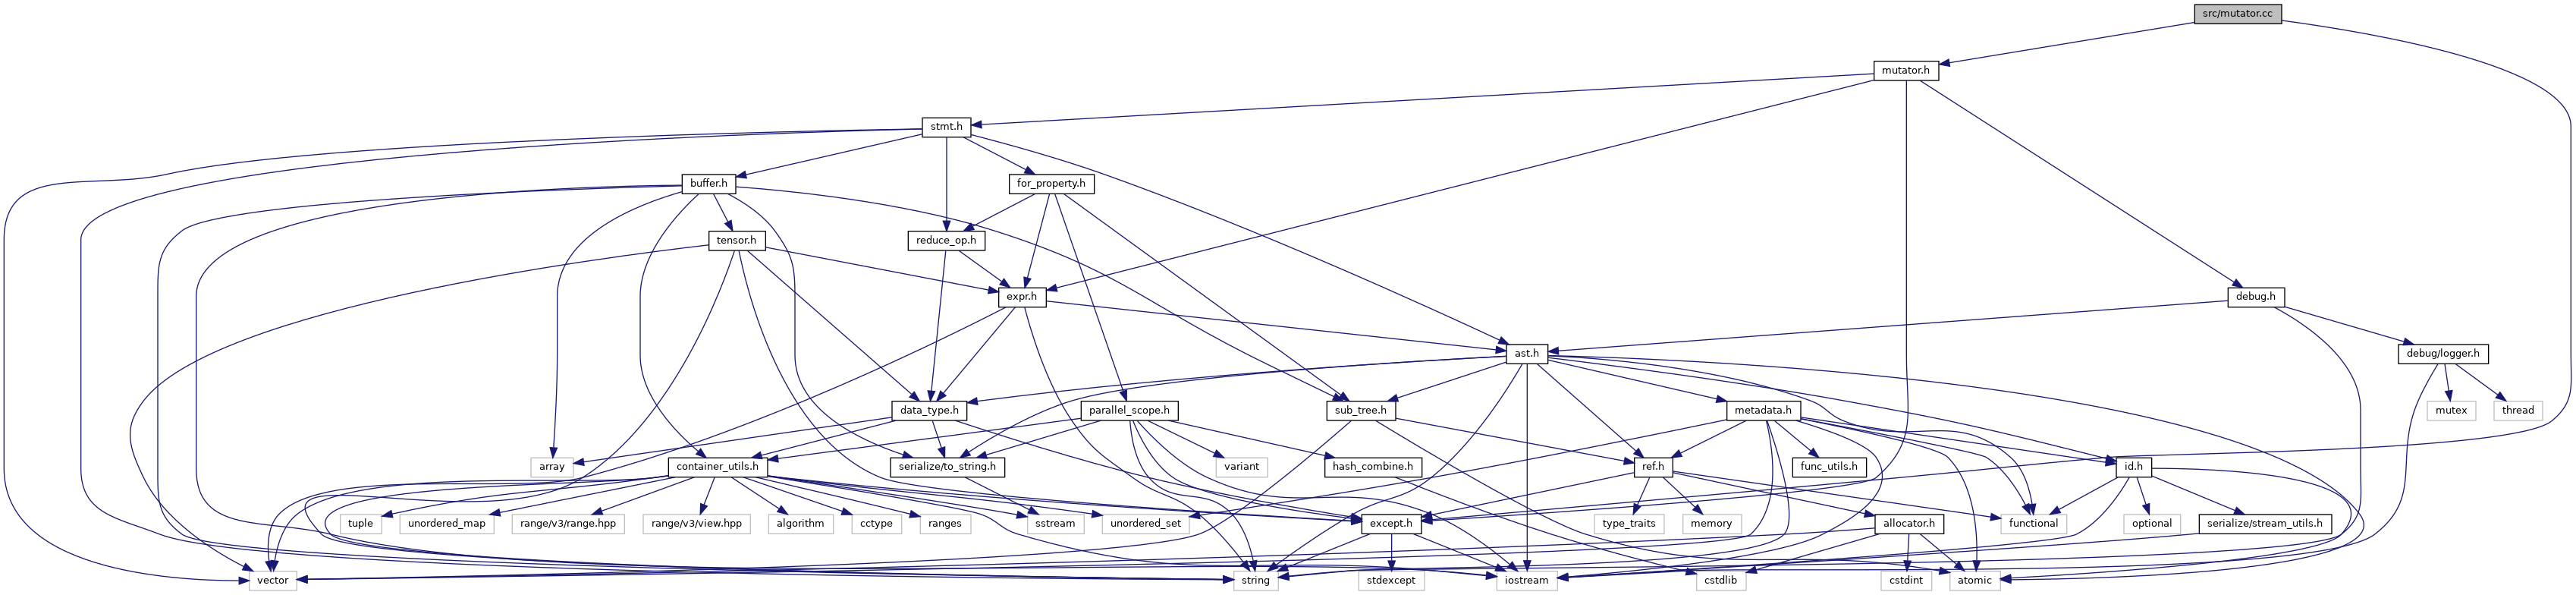 src/mutator.cc
mutator.h
stmt.h
buffer.h
for_property.h
tensor.h
reduce_op.h
expr.h
debug.h
ast.h
debug/logger.h
data_type.h
parallel_scope.h
sub_tree.h
metadata.h
mutex
thread
array
container_utils.h
serialize/to_string.h
variant
hash_combine.h
ref.h
func_utils.h
id.h
tuple
unordered_map
range/v3/range.hpp
range/v3/view.hpp
algorithm
cctype
ranges
sstream
unordered_set
except.h
type_traits
memory
allocator.h
functional
optional
serialize/stream_utils.h
vector
string
stdexcept
iostream
cstdlib
cstdint
atomic